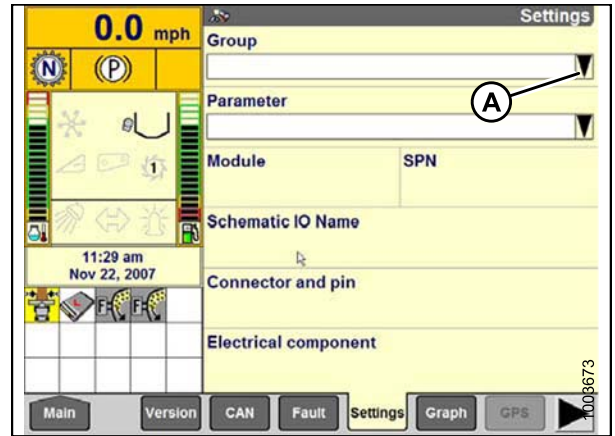 0.0 mph
N
(P)
1
11:29 am
Nov 22, 2007
L
F
F
Settings
Group
A
Parameter
Module
SPN
Schematic IO Name
Connector and pin
Electrical component
1003673
Main
Version
CAN
Fault
Settings
Graph
GPS